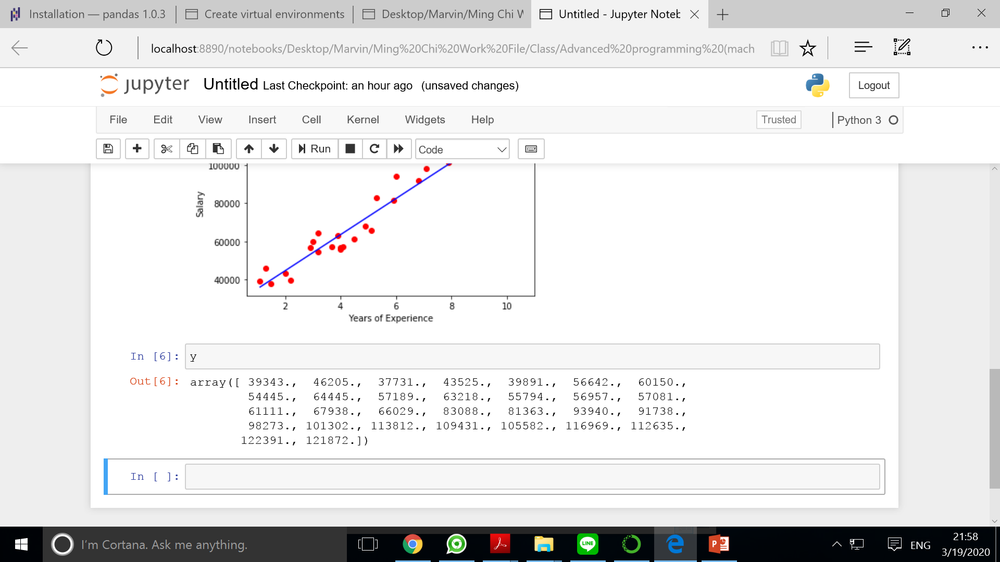 Installation — pandas 1.0.3
Create virtual environments
Desktop/Marvin/Ming Chi W
Untitled - Jupyter Noteb
localhost:8890/notebooks/Desktop/Marvin/Ming%20Chi%20Work%20File/Class/Advanced%20programming%20(mach
jupyter Untitled Last Checkpoint: an hour ago (unsaved changes)
Logout
File Edit View Insert Cell Kernel Widgets Help
Trusted
Python 3
Run
Code
100000
80000
60000
40000
Salary
2 4 6 8 10
Years of Experience
In [6]: y
Out[6]: array([ 39343., 46205., 37731., 43525., 39891., 56642., 60150.,
54445., 64445., 57189., 63218., 55794., 56957., 57081.,
61111., 67938., 66029., 83088., 81363., 93940., 91738.,
98273., 101302., 113812., 109431., 105582., 116969., 112635.,
122391., 121872.])
In [ ]:
I'm Cortana. Ask me anything.
LINE
P
ENG
21:58
3/19/2020